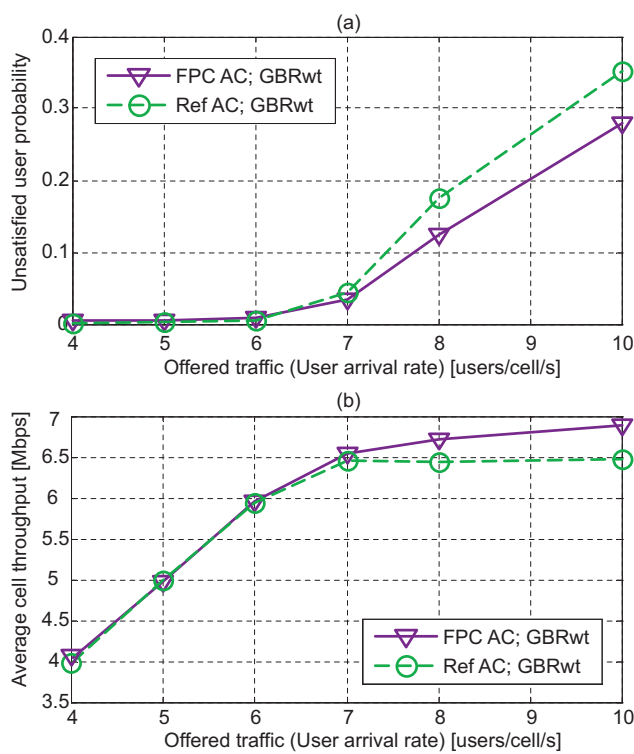 (a)
0.4
0.3
0.2
0.1
0
Unsatisfied user probability
FPC AC; GBRwt
Ref AC; GBRwt
4 5 6 7 8 9 10
Offered traffic (User arrival rate) [users/cell/s]
(b)
7
6.5
6
5.5
5
4.5
4
3.5
Average cell throughput [Mbps]
FPC AC; GBRwt
Ref AC; GBRwt
4 5 6 7 8 9 10
Offered traffic (User arrival rate) [users/cell/s]